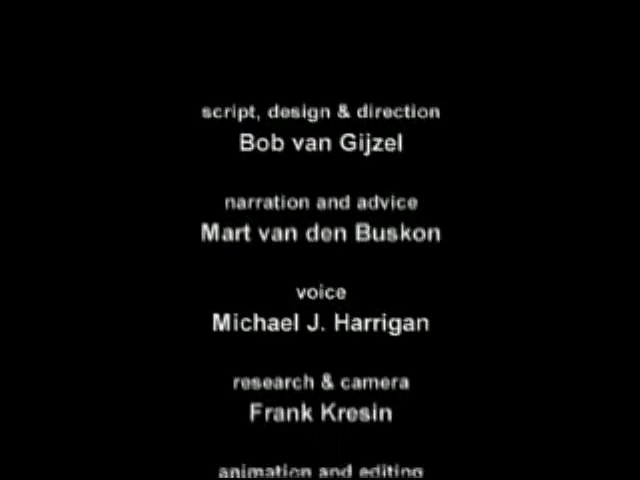 script, design & direction
Bob van Gijzel
narration and advice
Mart van den Buskon
voice
Michael J. Harrigan
research & camera
Frank Kresin
animation and editing